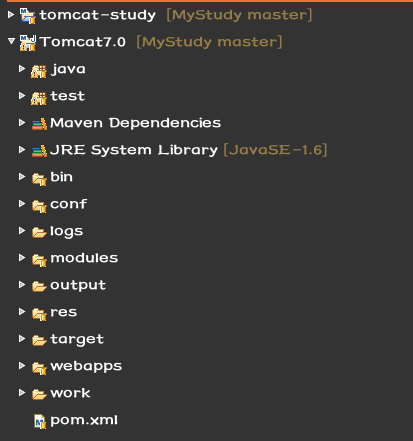 tomcat-study [MyStudy master]
Tomcat7.0 [MyStudy master]
java
test
Maven Dependencies
JRE System Library [JavaSE-1.6]
bin
conf
logs
modules
output
res
target
webapps
work
pom.xml